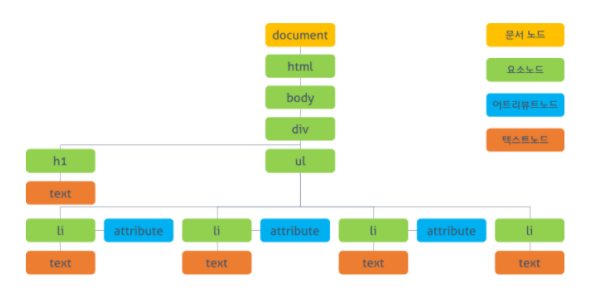 document
문서 노드
html
요소노드
body
어트리뷰트노드
div
텍스트노드
h1
ul
text
li
attribute
li
attribute
li
attribute
li
text
text
text
text